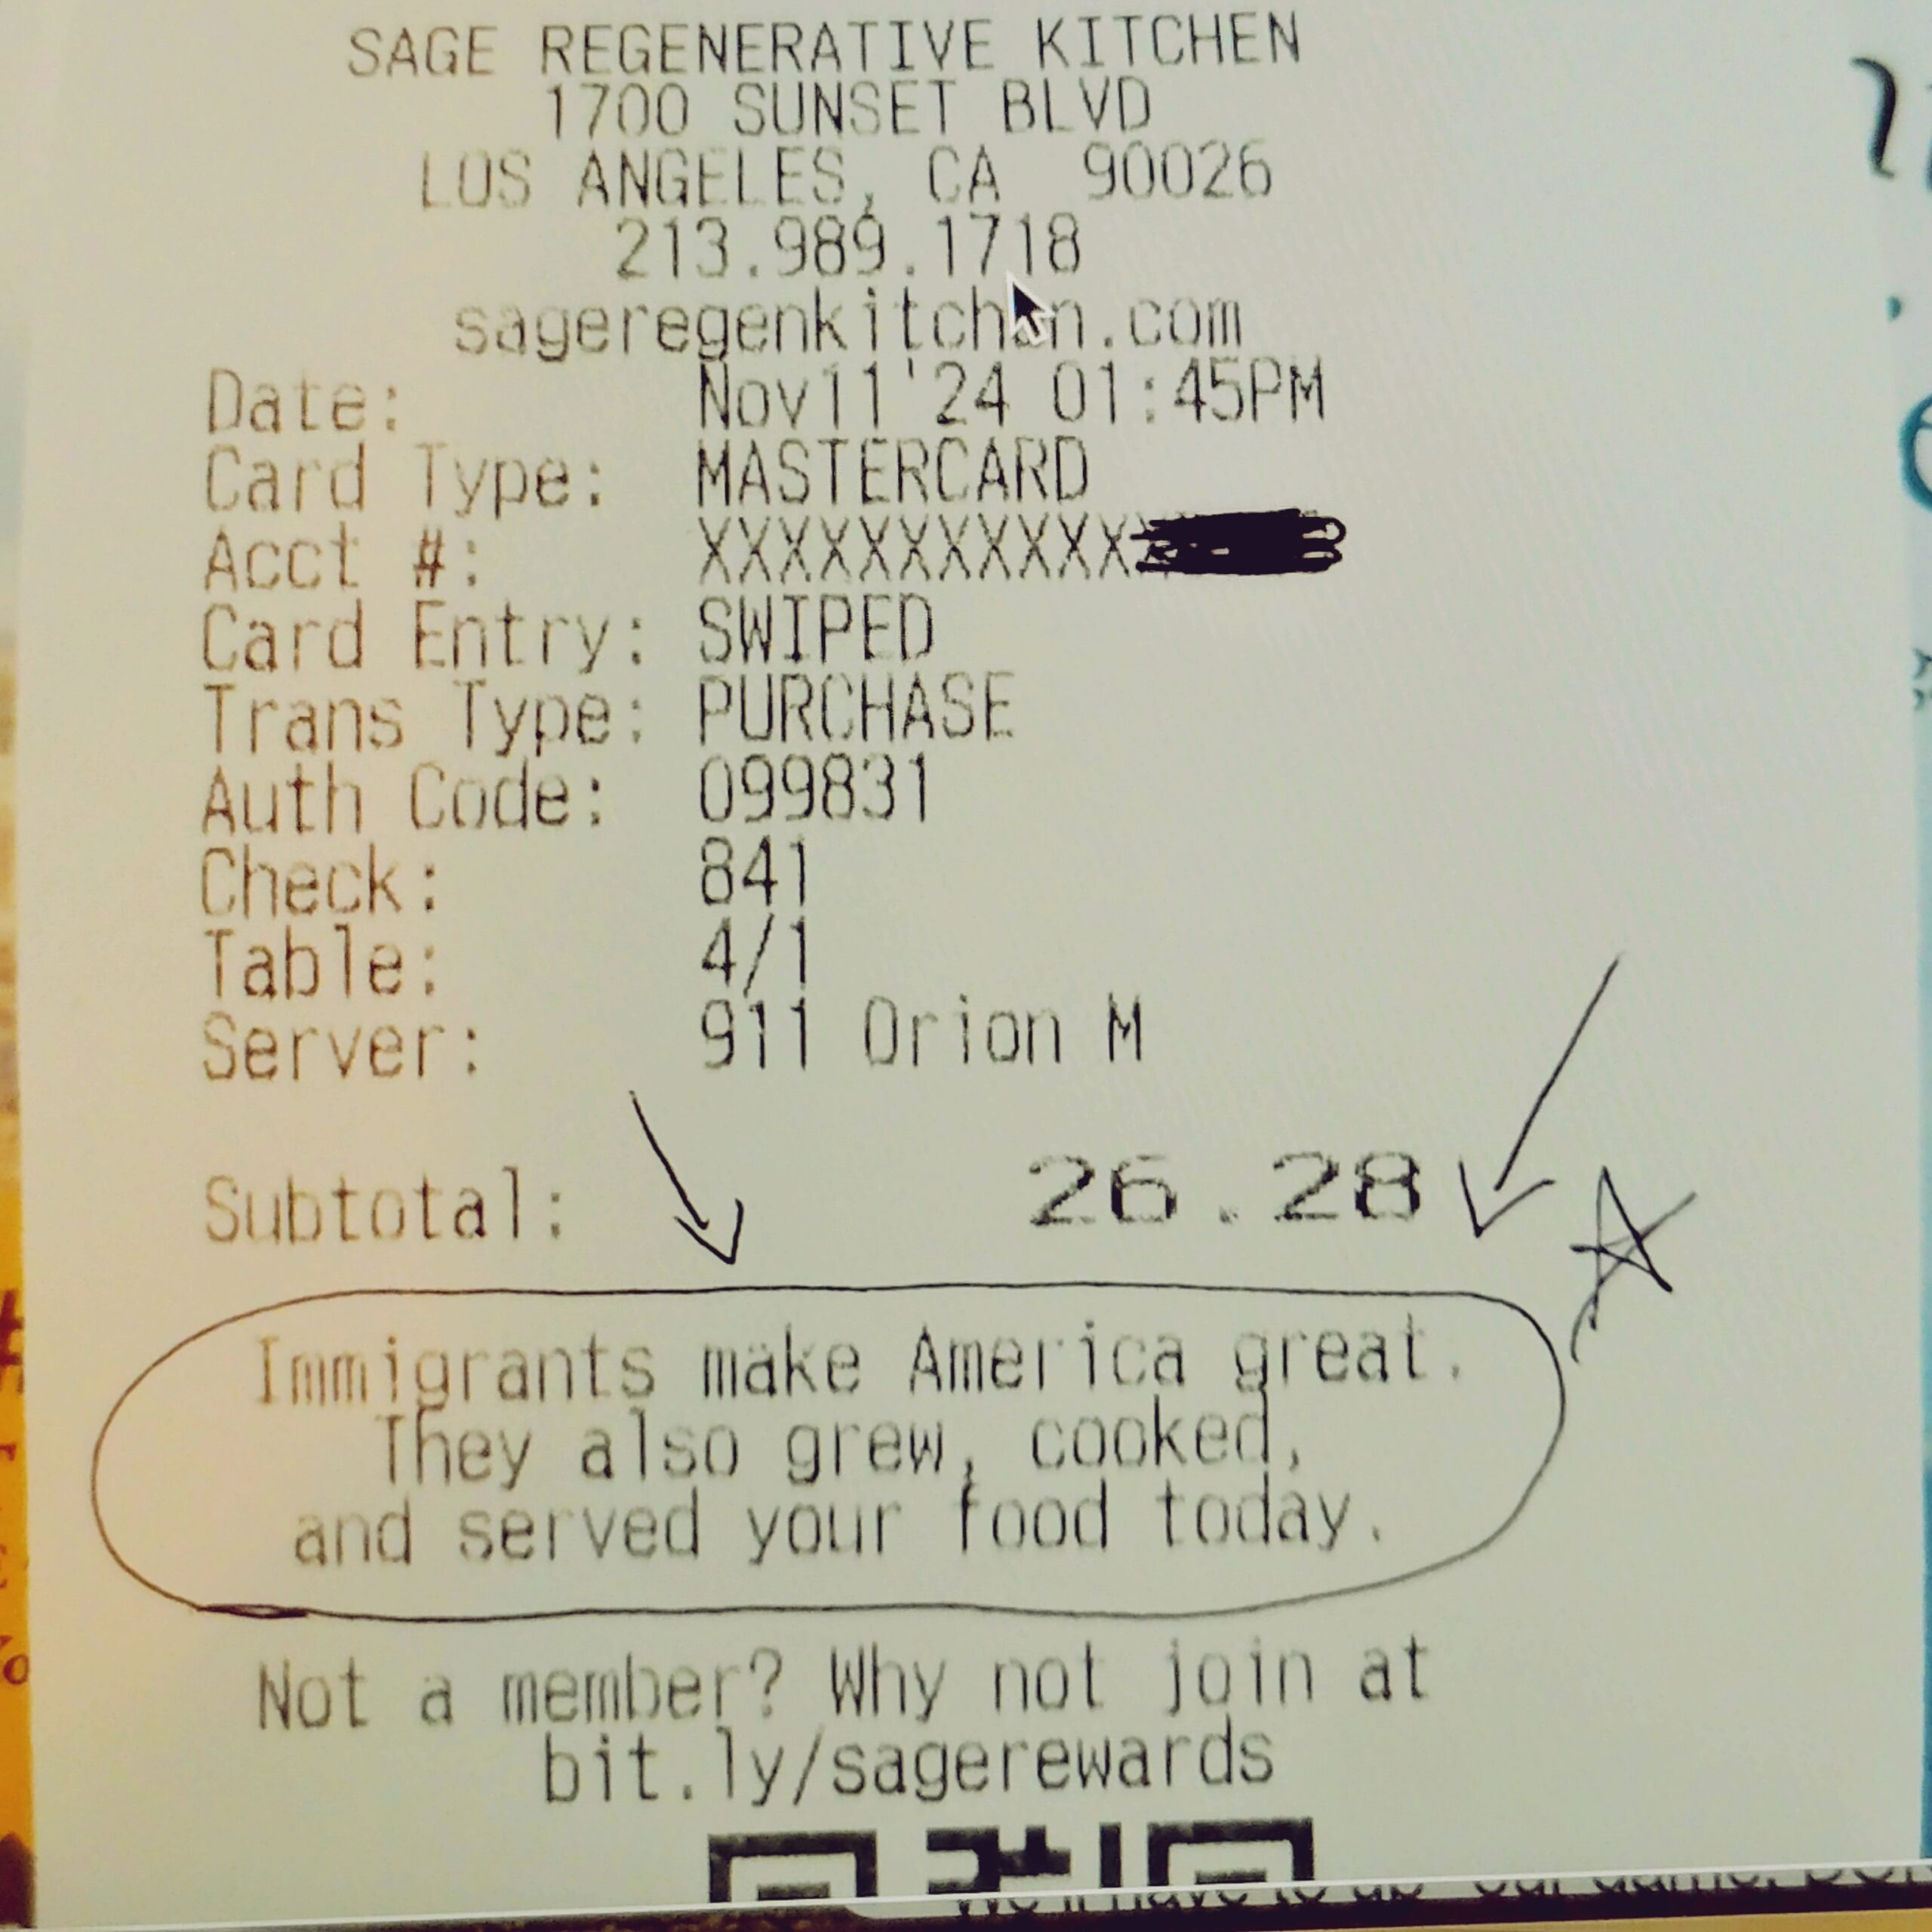 SAGE REGENERATIVE KITCHEN
1700 SUNSET BLVD
LOS ANGELES, CA 90026
213.989.1718
sageregenkitchen.com
Date: Nov11'24 01:45PM
Card Type: MASTERCARD
Acct #: XXXXXXXXXXX
Card Entry: SWIPED
Trans Type: PURCHASE
Auth Code: 099831
Check: 841
Table: 4/1
Server: 911 Orion M
Subtotal: 26.28
Immigrants make America great.
They also grew, cooked,
and served your food today.
Not a member? Why not join at
bit.ly/sagerewards